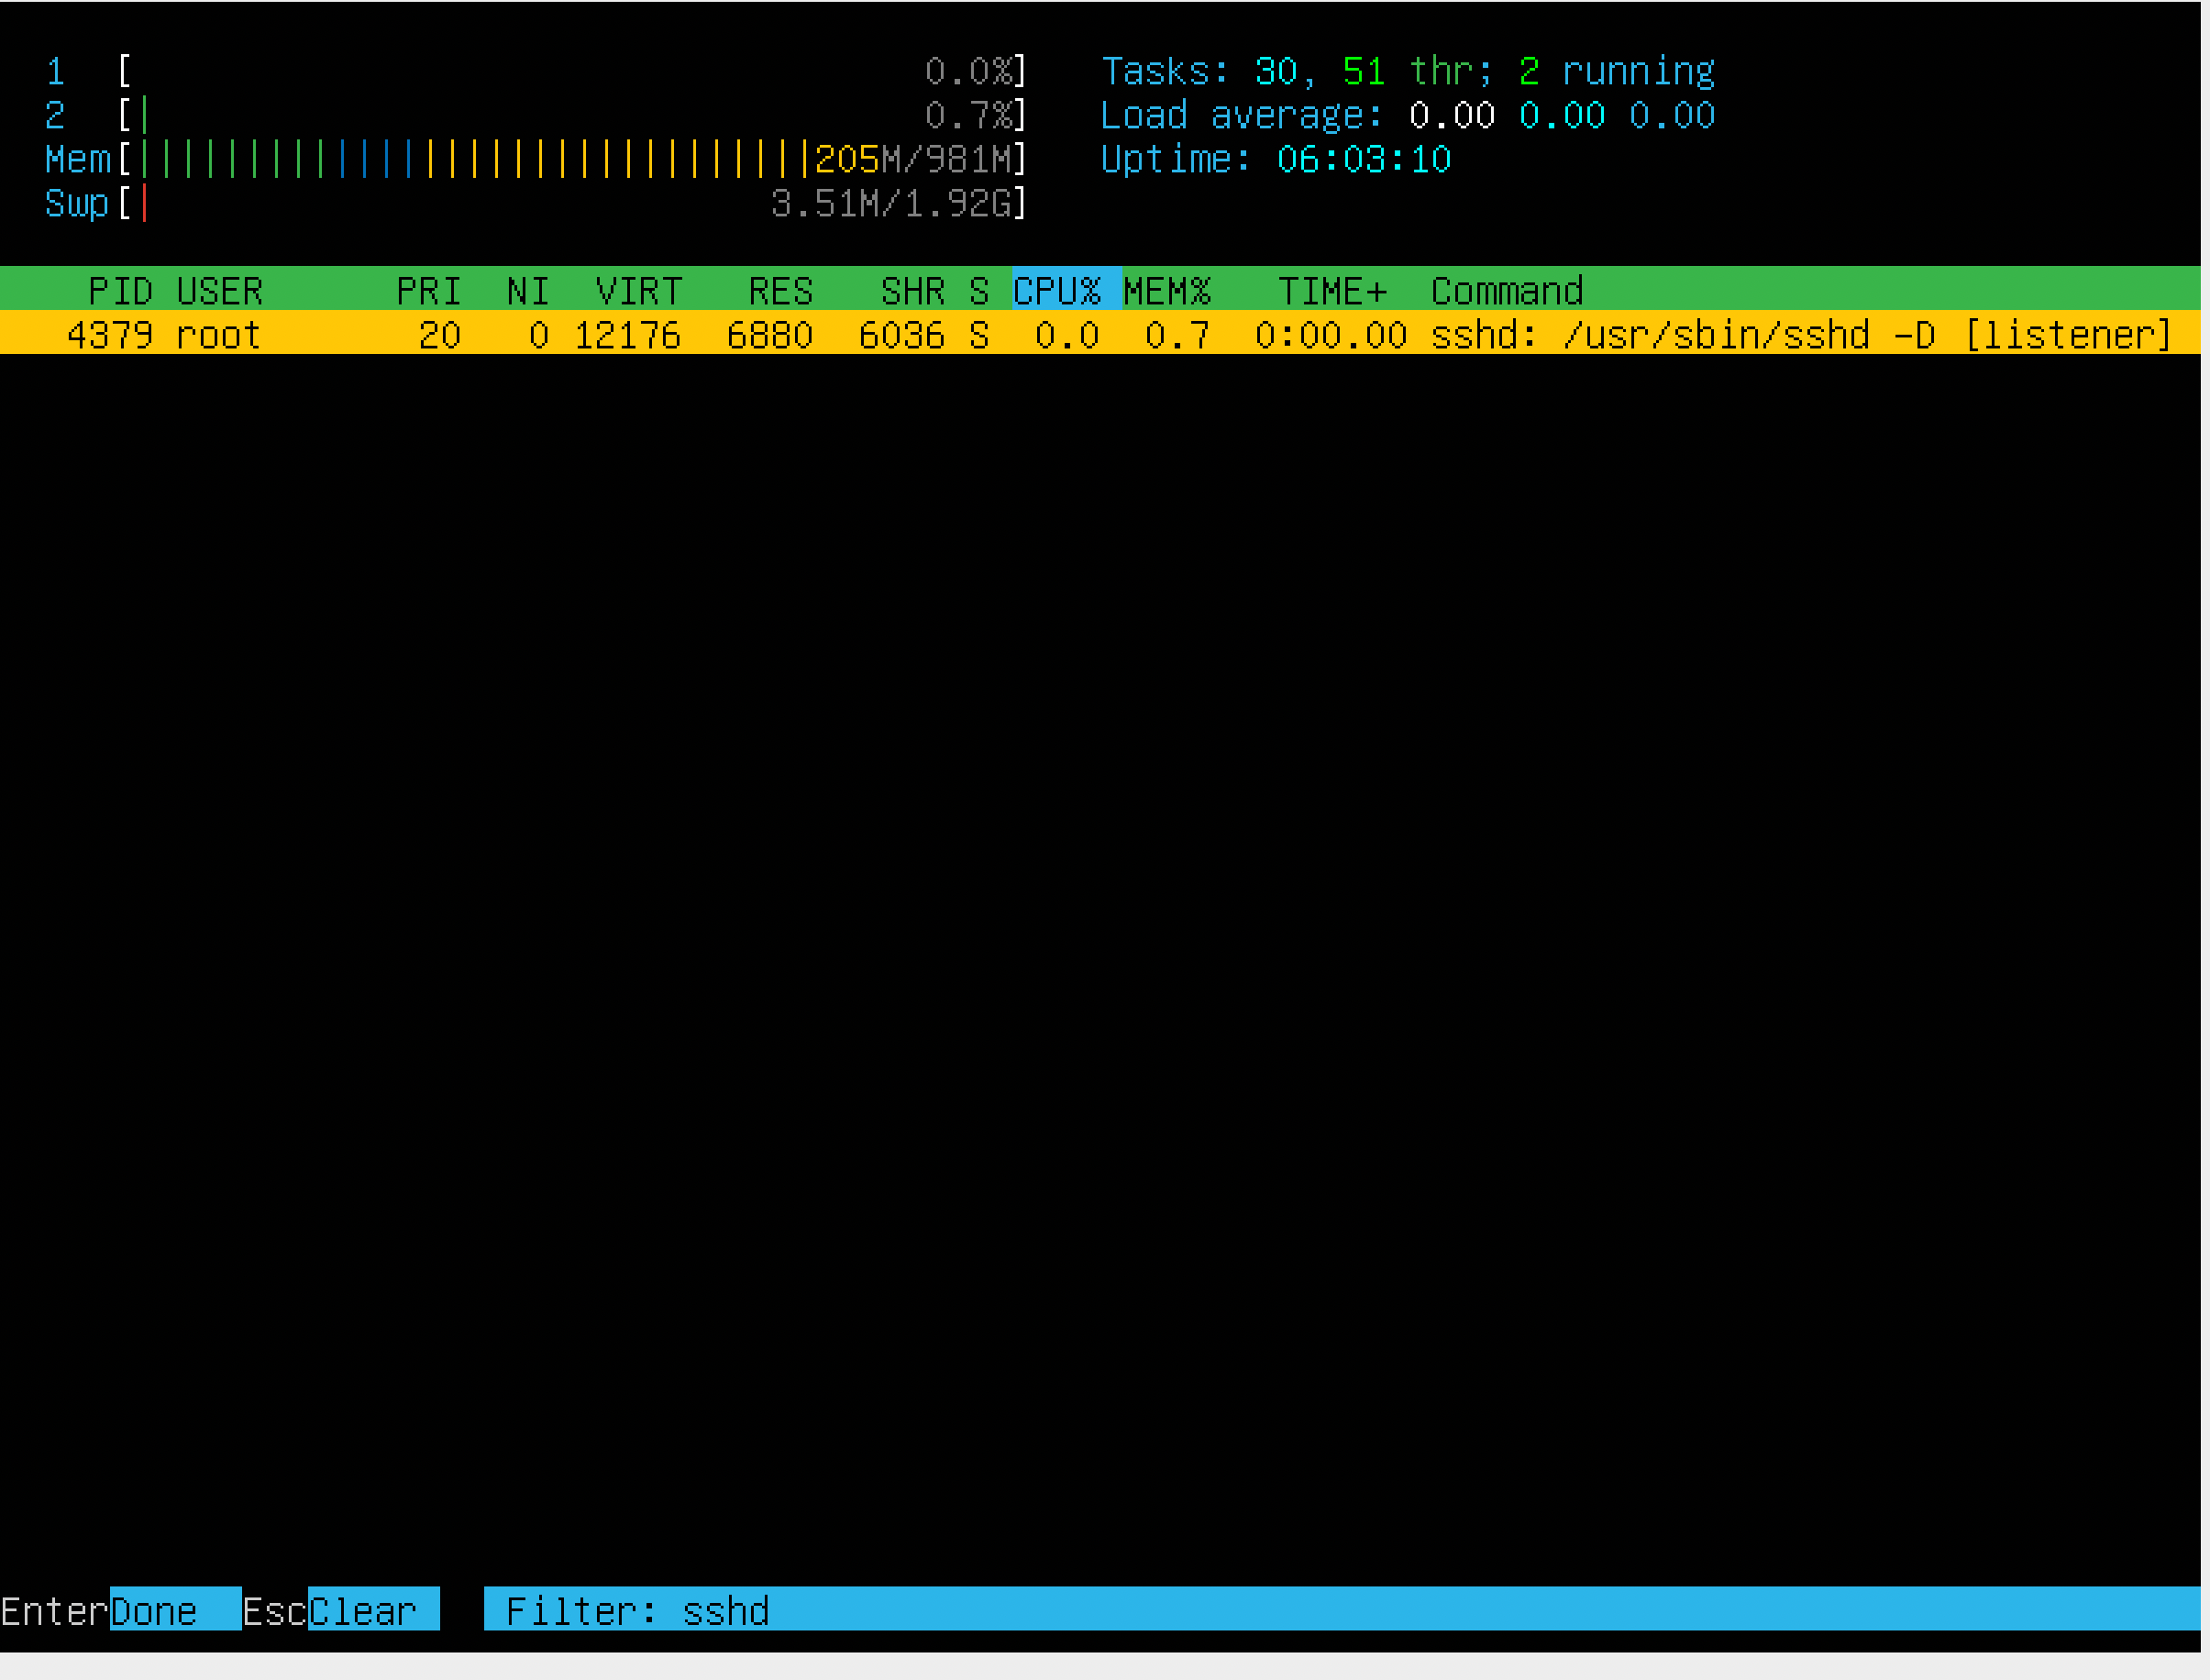 1 [ 0.0%] Tasks: 30, 51 thr; 2 running
2 [| 0.7%] Load average: 0.00 0.00 0.00
Mem[|||||||||||||||||||||||||||||||205M/981M] Uptime: 06:03:10
Swp[| 3.51M/1.92G]
PID USER PRI NI VIRT RES SHR S CPU% MEM% TIME+ Command
4379 root 20 0 12176 6880 6036 S 0.0 0.7 0:00.00 sshd: /usr/sbin/sshd -D [listener]
EnterDone EscClear Filter: sshd